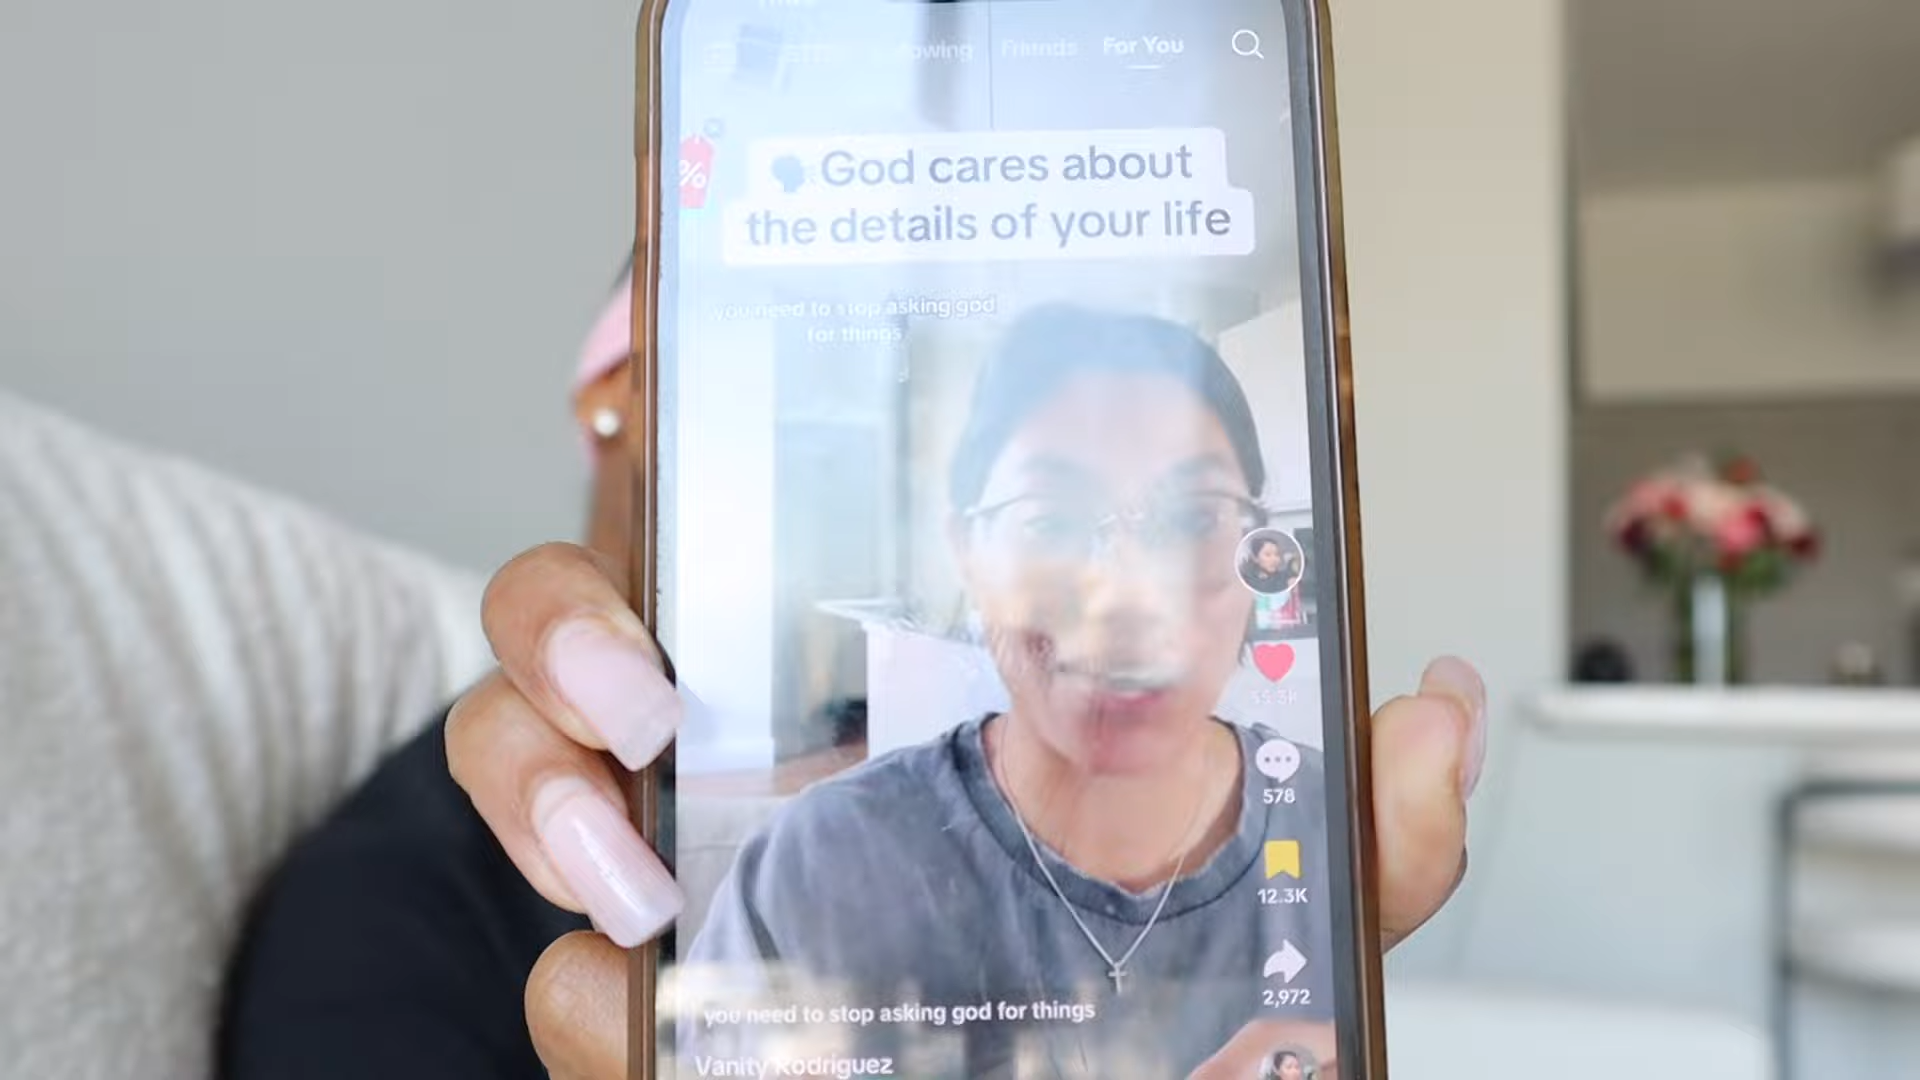 Friends For You
%
God cares about
the details of your life
you need to stop asking god
for things
578
12.3K
2,972
you need to stop asking god for things
Vanity Rodriguez